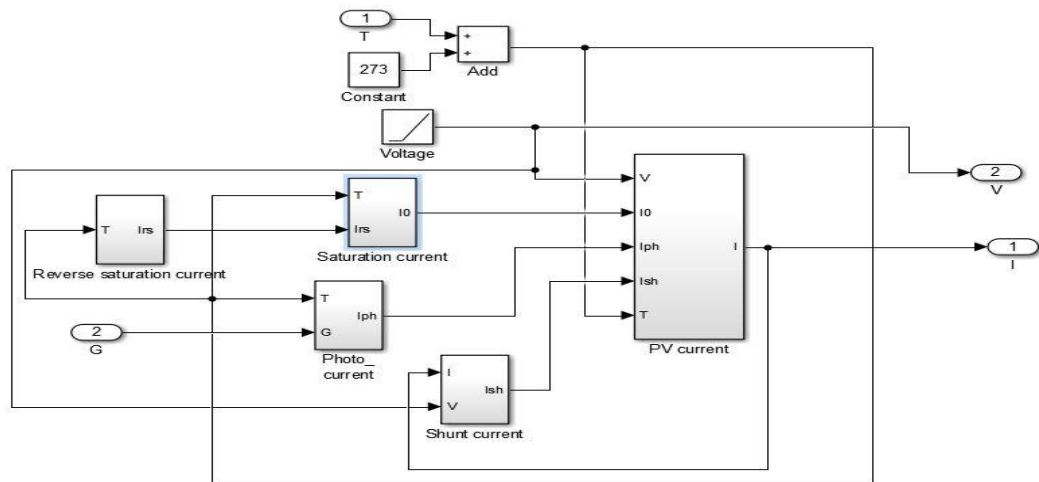 1
T
+
+
Add
273
Constant
Voltage
2
V
T
Irs
Reverse saturation current
T
Irs
I0
Saturation current
V
I0
Iph
Ish
T
I
PV current
1
I
T
G
Iph
Photo_
current
2
G
I
V
Ish
Shunt current